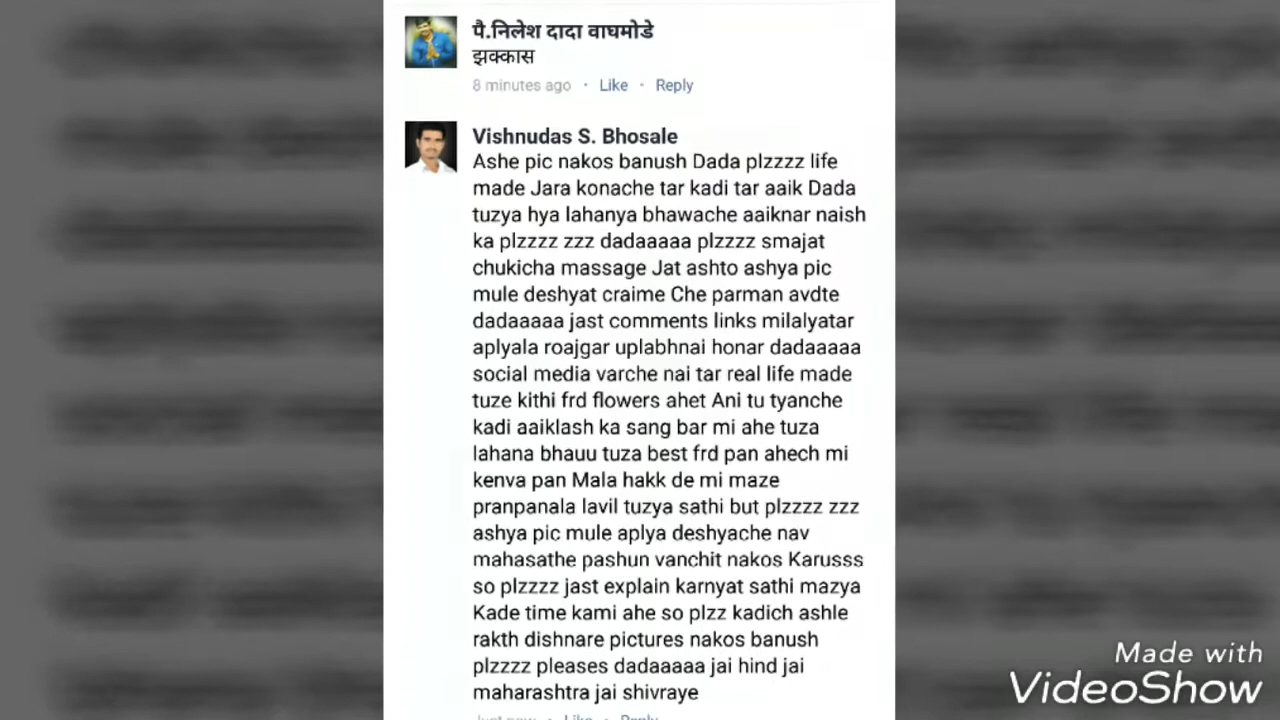 पै.निलेश दादा वाघमोडे
झक्कास
8 minutes ago · Like · Reply
Vishnudas S. Bhosale
Ashe pic nakos banush Dada plzzzz life
made Jara konache tar kadi tar aaik Dada
tuzya hya lahanya bhawache aaiknar naish
ka plzzzz zzz dadaaaaa plzzzz smajat
chukicha massage Jat ashto ashya pic
mule deshyat craime Che parman avdte
dadaaaaa jast comments links milalyatar
aplyala roajgar uplabhnai honar dadaaaaa
social media varche nai tar real life made
tuze kithi frd flowers ahet Ani tu tyanche
kadi aaiklash ka sang bar mi ahe tuza
lahana bhauu tuza best frd pan ahech mi
kenva pan Mala hakk de mi maze
pranpanala lavil tuzya sathi but plzzzz zzz
ashya pic mule aplya deshyache nav
mahasathe pashun vanchit nakos Karusss
so plzzzz jast explain karnyat sathi mazya
Kade time kami ahe so plzz kadich ashle
rakth dishnare pictures nakos banush
plzzzz pleases dadaaaaa jai hind jai
maharashtra jai shivraye
Just now · Like · Reply
Made with
VideoShow